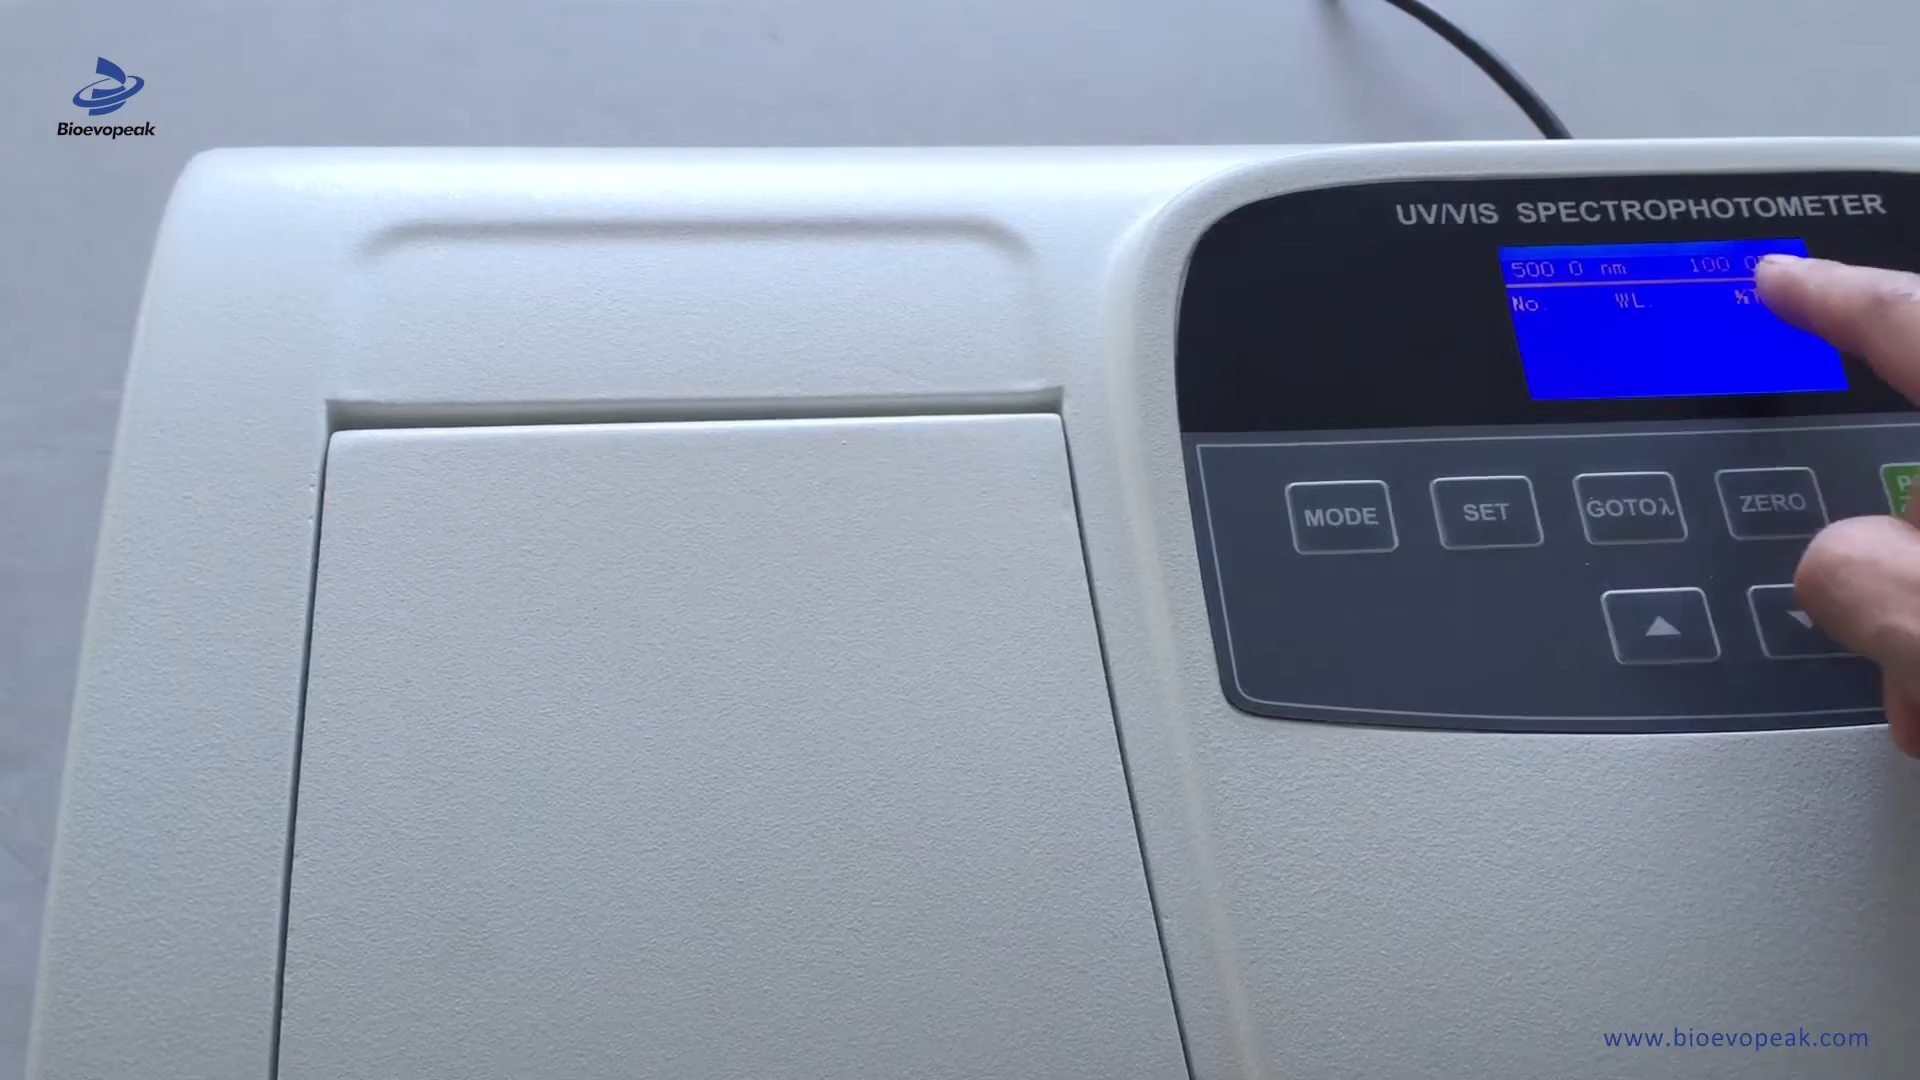 Bioevopeak
UV/VIS SPECTROPHOTOMETER
500 0 nm 100
No. WL. %T
MODE SET GOTOλ ZERO
www.bioevopeak.com